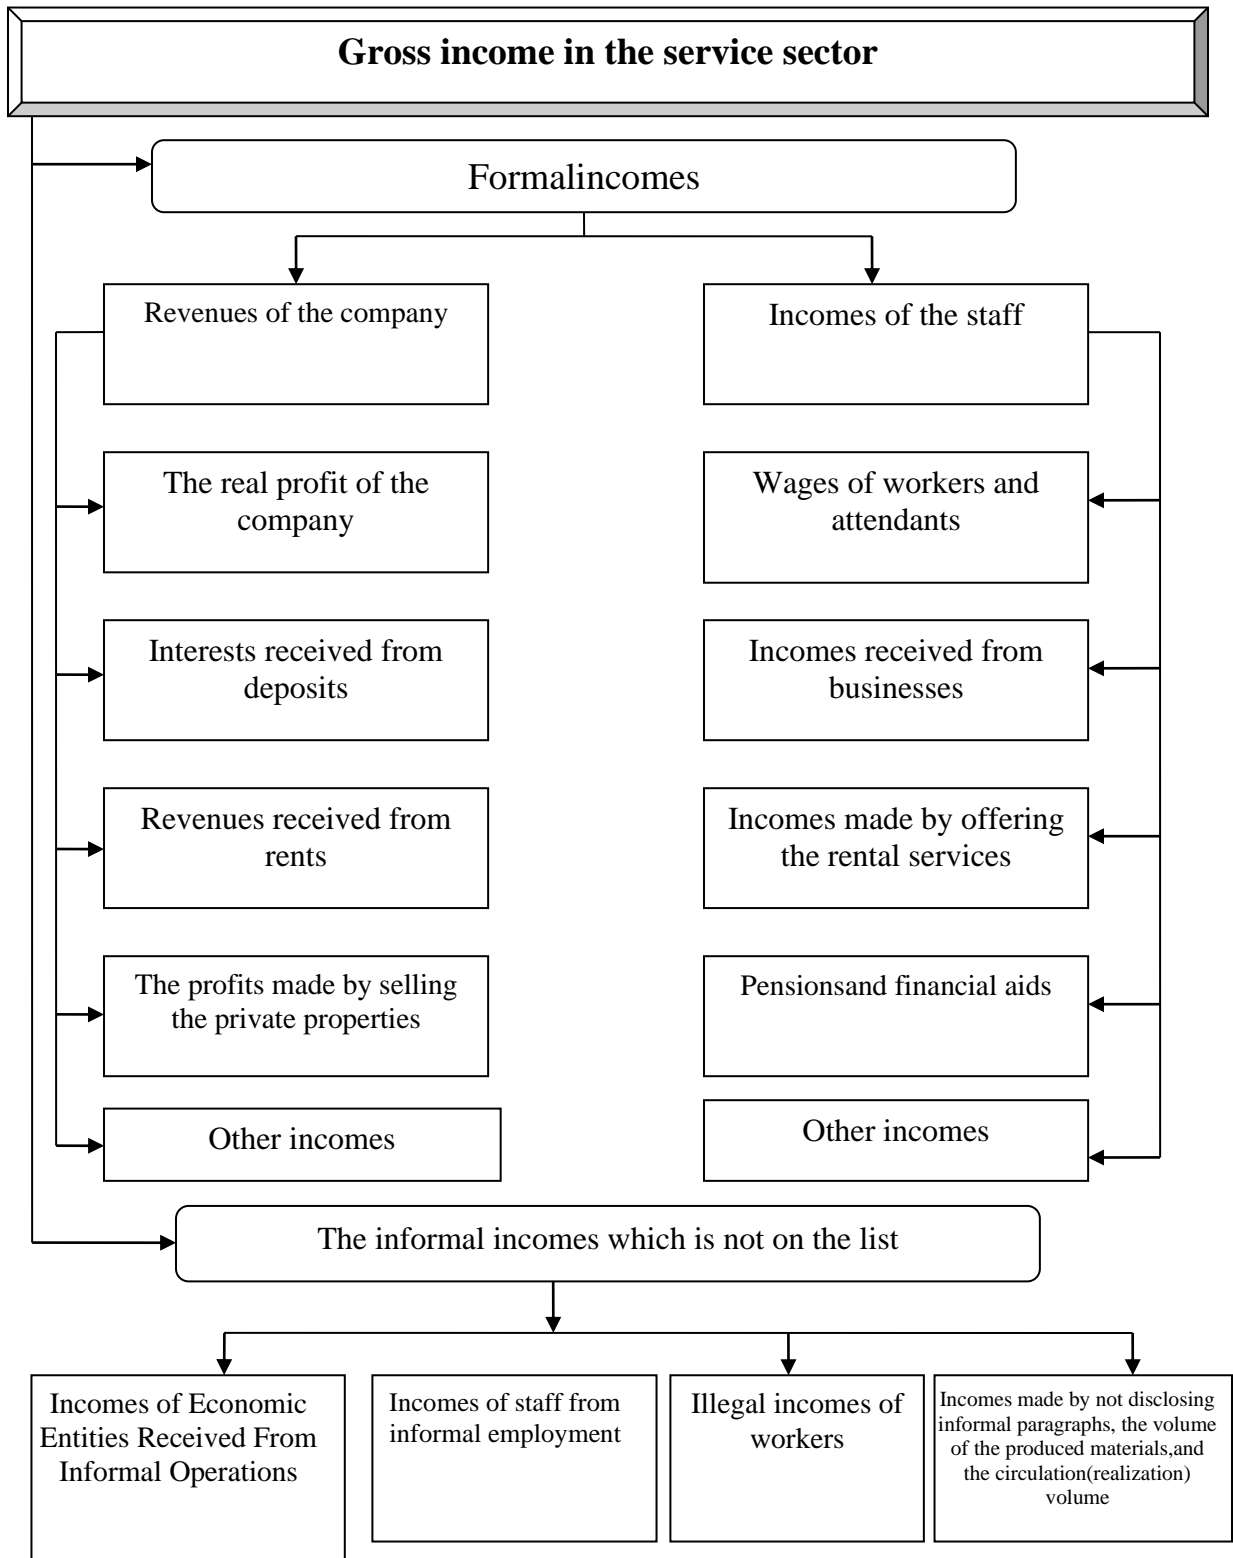 Gross income in the service sector
Formalincomes
Revenues of the company
Incomes of the staff
The real profit of the
company
Wages of workers and
attendants
Interests received from
deposits
Incomes received from
businesses
Revenues received from
rents
Incomes made by offering
the rental services
The profits made by selling
the private properties
Pensionsand financial aids
Other incomes
Other incomes
The informal incomes which is not on the list
Incomes of Economic
Entities Received From
Informal Operations
Incomes of staff from
informal employment
Illegal incomes of
workers
Incomes made by not disclosing
informal paragraphs, the volume
of the produced materials,and
the circulation(realization)
volume